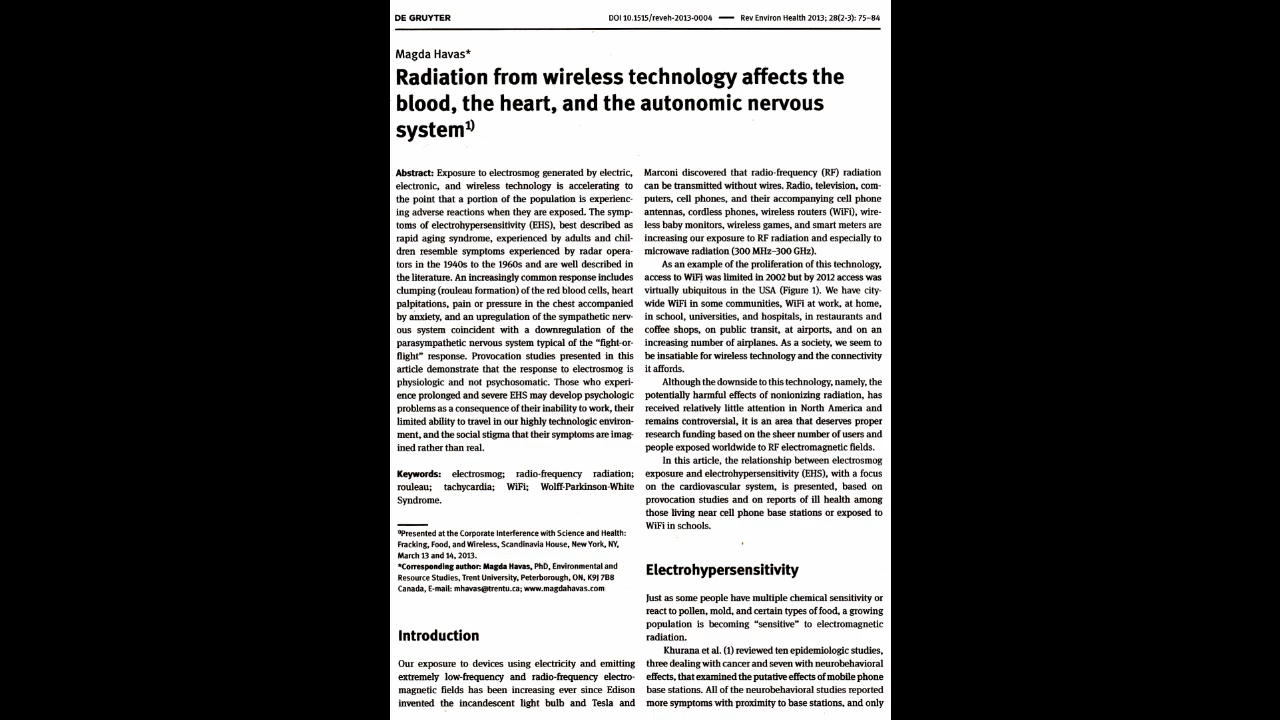 DE GRUYTER
DOI 10.1515/reveh-2013-0004 — Rev Environ Health 2013; 28(2-3): 75–84
Magda Havas*
Radiation from wireless technology affects the
blood, the heart, and the autonomic nervous
system¹⁾
Abstract: Exposure to electrosmog generated by electric,
electronic, and wireless technology is accelerating to
the point that a portion of the population is experienc-
ing adverse reactions when they are exposed. The symp-
toms of electrohypersensitivity (EHS), best described as
rapid aging syndrome, experienced by adults and chil-
dren resemble symptoms experienced by radar opera-
tors in the 1940s to the 1960s and are well described in
the literature. An increasingly common response includes
clumping (rouleau formation) of the red blood cells, heart
palpitations, pain or pressure in the chest accompanied
by anxiety, and an upregulation of the sympathetic nerv-
ous system coincident with a downregulation of the
parasympathetic nervous system typical of the “fight-or-
flight” response. Provocation studies presented in this
article demonstrate that the response to electrosmog is
physiologic and not psychosomatic. Those who experi-
ence prolonged and severe EHS may develop psychologic
problems as a consequence of their inability to work, their
limited ability to travel in our highly technologic environ-
ment, and the social stigma that their symptoms are imag-
ined rather than real.
Keywords: electrosmog; radio-frequency radiation;
rouleau; tachycardia; WiFi; Wolff-Parkinson-White
Syndrome.
¹⁾Presented at the Corporate Interference with Science and Health:
Fracking, Food, and Wireless, Scandinavia House, New York, NY,
March 13 and 14, 2013.
*Corresponding author: Magda Havas, PhD, Environmental and
Resource Studies, Trent University, Peterborough, ON, K9J 7B8
Canada, E-mail: mhavas@trentu.ca; www.magdahavas.com
Introduction
Our exposure to devices using electricity and emitting
extremely low-frequency and radio-frequency electro-
magnetic fields has been increasing ever since Edison
invented the incandescent light bulb and Tesla and
Marconi discovered that radio-frequency (RF) radiation
can be transmitted without wires. Radio, television, com-
puters, cell phones, and their accompanying cell phone
antennas, cordless phones, wireless routers (WiFi), wire-
less baby monitors, wireless games, and smart meters are
increasing our exposure to RF radiation and especially to
microwave radiation (300 MHz–300 GHz).
As an example of the proliferation of this technology,
access to WiFi was limited in 2002 but by 2012 access was
virtually ubiquitous in the USA (Figure 1). We have city-
wide WiFi in some communities, WiFi at work, at home,
in school, universities, and hospitals, in restaurants and
coffee shops, on public transit, at airports, and on an
increasing number of airplanes. As a society, we seem to
be insatiable for wireless technology and the connectivity
it affords.
Although the downside to this technology, namely, the
potentially harmful effects of nonionizing radiation, has
received relatively little attention in North America and
remains controversial, it is an area that deserves proper
research funding based on the sheer number of users and
people exposed worldwide to RF electromagnetic fields.
In this article, the relationship between electrosmog
exposure and electrohypersensitivity (EHS), with a focus
on the cardiovascular system, is presented, based on
provocation studies and on reports of ill health among
those living near cell phone base stations or exposed to
WiFi in schools.
Electrohypersensitivity
Just as some people have multiple chemical sensitivity or
react to pollen, mold, and certain types of food, a growing
population is becoming “sensitive” to electromagnetic
radiation.
Khurana et al. (1) reviewed ten epidemiologic studies,
three dealing with cancer and seven with neurobehavioral
effects, that examined the putative effects of mobile phone
base stations. All of the neurobehavioral studies reported
more symptoms with proximity to base stations, and only